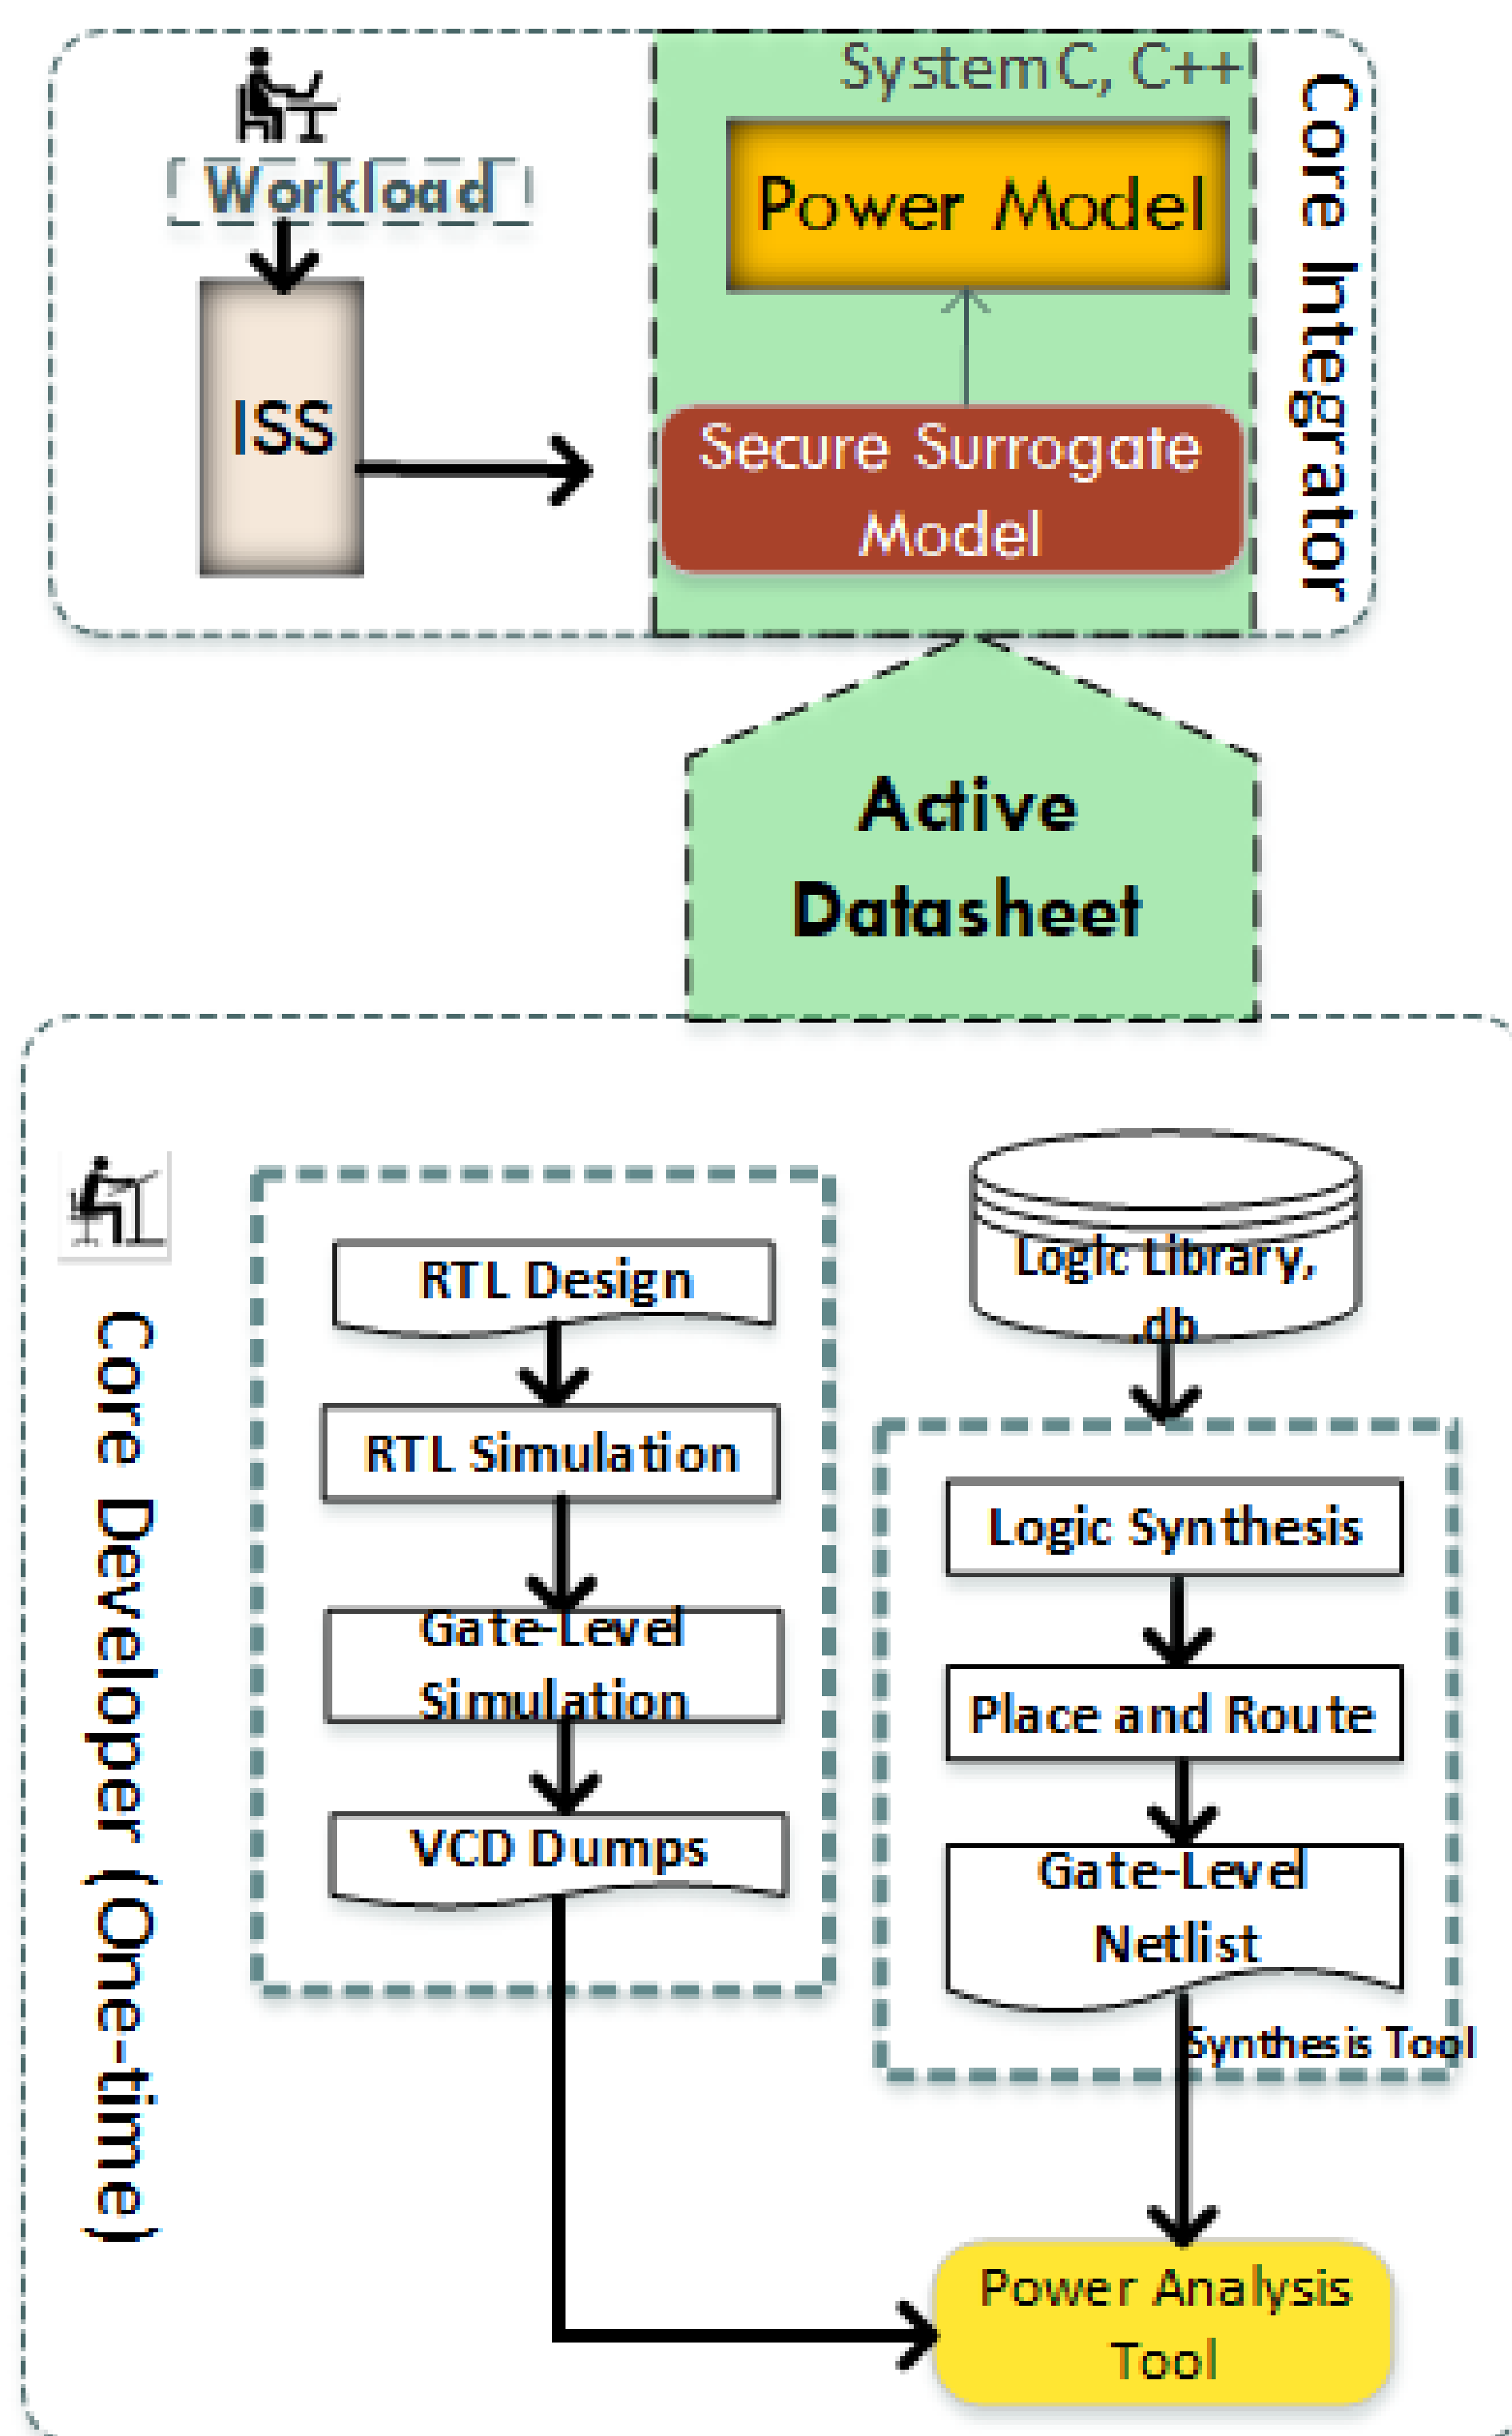 SystemC, C++
Workload
Power Model
Core Integrator
ISS
Secure Surrogate
Model
Active
Datasheet
Core Developer (One-time)
RTL Design
RTL Simulation
Gate-Level
Simulation
VCD Dumps
Logic Library,
.db
Logic Synthesis
Place and Route
Gate-Level
Netlist
Synthesis Tool
Power Analysis
Tool